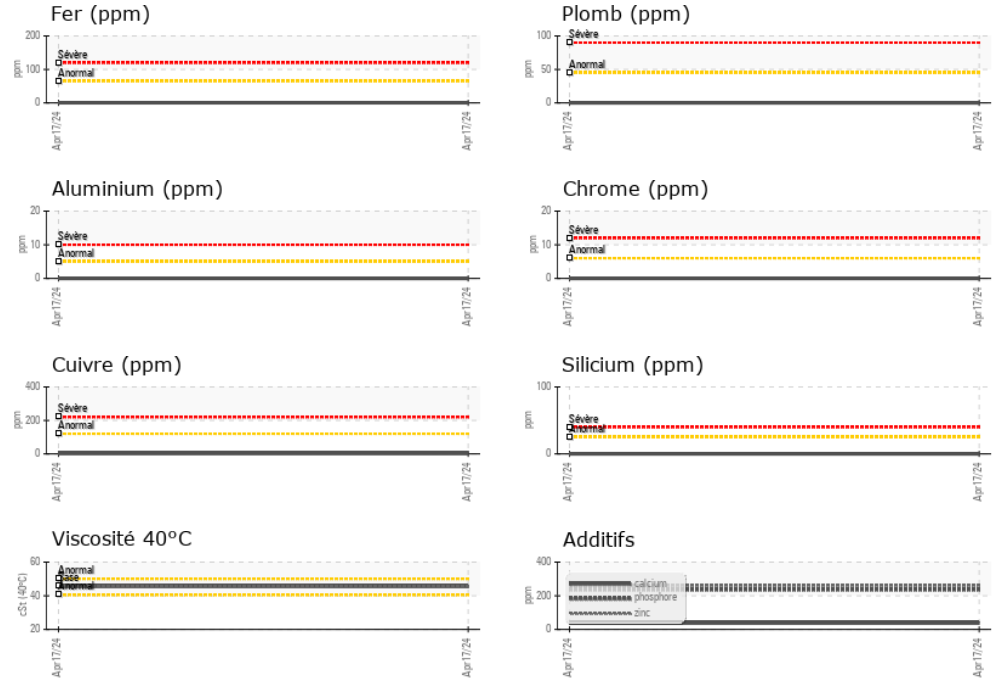 Fer (ppm)
200
100
0
ppm
Sévère
Anormal
Apr17/24
Apr17/24
Plomb (ppm)
100
50
0
ppm
Sévère
Anormal
Apr17/24
Apr17/24
Aluminium (ppm)
20
10
0
ppm
Sévère
Anormal
Apr17/24
Apr17/24
Chrome (ppm)
20
10
0
ppm
Sévère
Anormal
Apr17/24
Apr17/24
Cuivre (ppm)
400
200
0
ppm
Sévère
Anormal
Apr17/24
Apr17/24
Silicium (ppm)
100
50
0
ppm
Sévère
Anormal
Apr17/24
Apr17/24
Viscosité 40°C
60
40
20
cSt (40°C)
Anormal
Base
Anormal
Apr17/24
Apr17/24
Additifs
400
200
0
ppm
calcium
phosphore
zinc
Apr17/24
Apr17/24